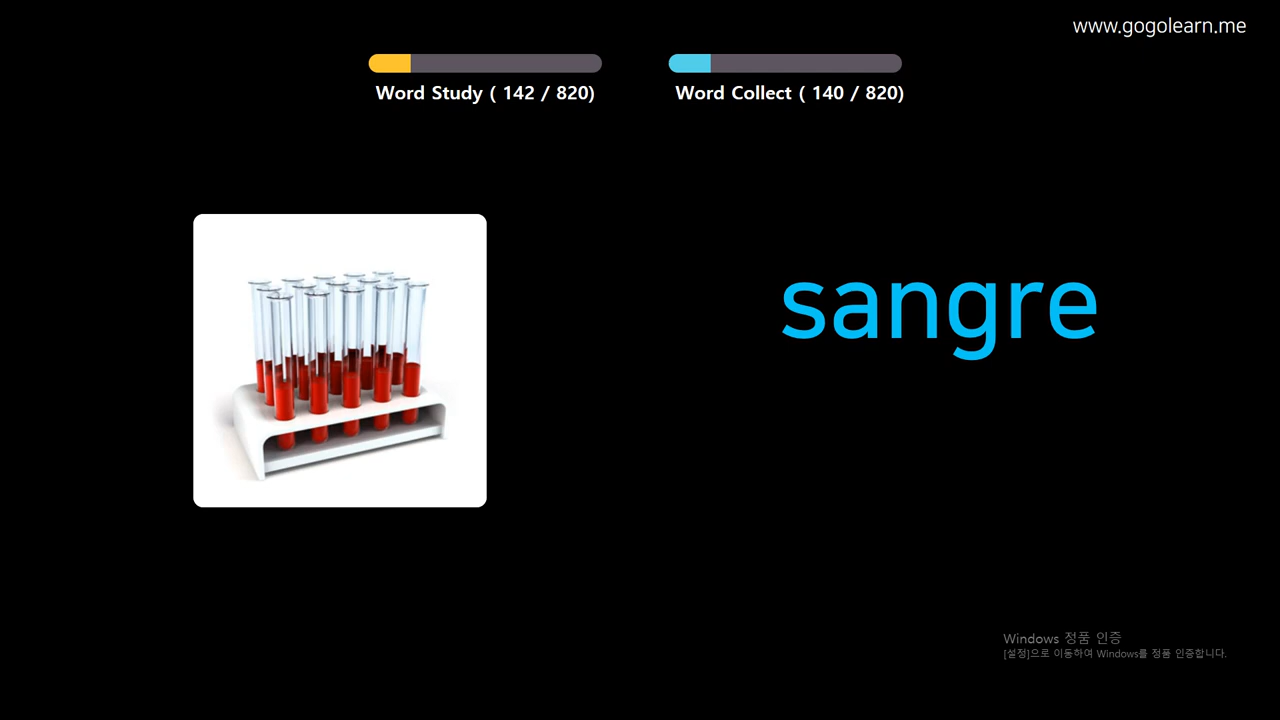 www.gogolearn.me
Word Study ( 142 / 820)
Word Collect ( 140 / 820)
sangre
Windows 정품 인증
[설정]으로 이동하여 Windows를 정품 인증합니다.